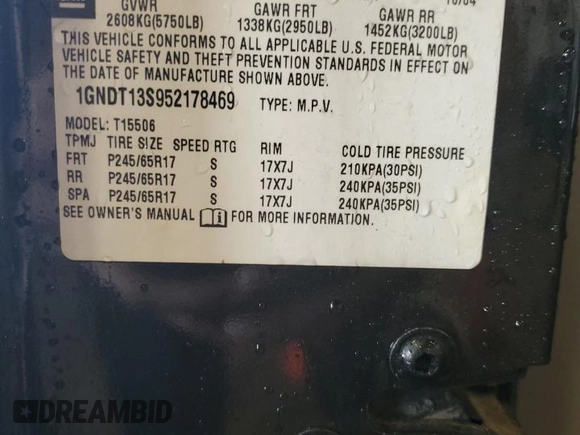 GVWR GAWR FRT GAWR RR
2608KG(5750LB) 1338KG(2950LB) 1452KG(3200LB)
THIS VEHICLE CONFORMS TO ALL APPLICABLE U.S. FEDERAL MOTOR
VEHICLE SAFETY AND THEFT PREVENTION STANDARDS IN EFFECT ON
THE DATE OF MANUFACTURE SHOWN ABOVE.
1GNDT13S952178469 TYPE: M.P.V.
MODEL: T15506
TPMJ TIRE SIZE SPEED RTG RIM COLD TIRE PRESSURE
FRT P245/65R17 S 17X7J 210KPA(30PSI)
RR P245/65R17 S 17X7J 240KPA(35PSI)
SPA P245/65R17 S 17X7J 240KPA(35PSI)
SEE OWNER'S MANUAL FOR MORE INFORMATION.
DREAMBID